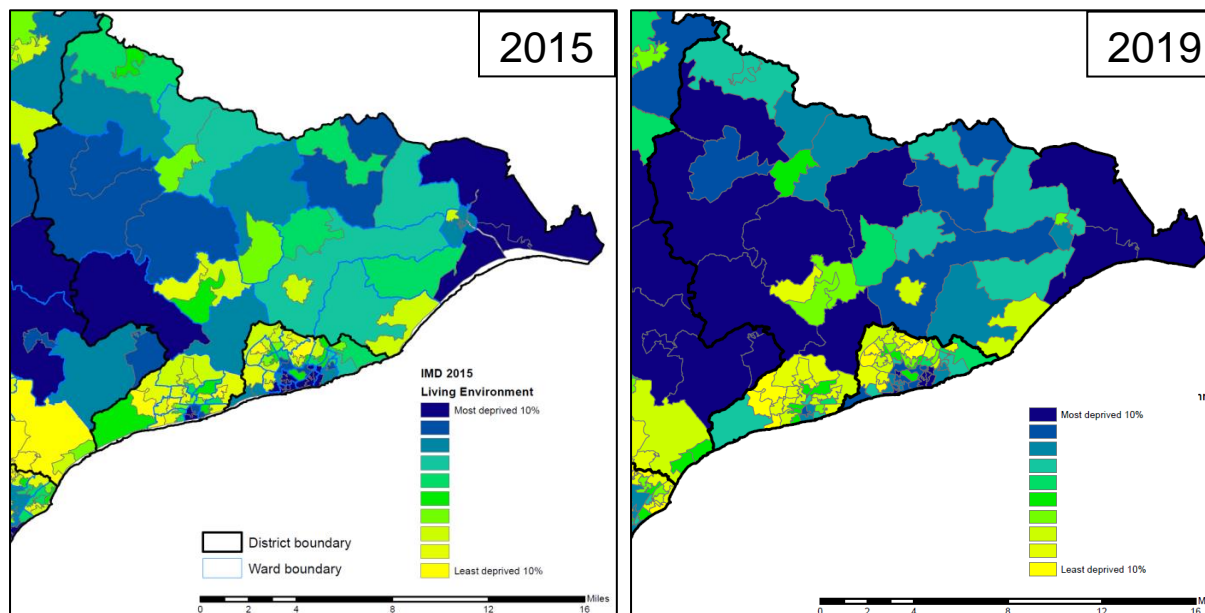 2015
IMD 2015
Living Environment
Most deprived 10%
Least deprived 10%
District boundary
Ward boundary
Miles
0 2 4 8 12 16
2019
Most deprived 10%
Least deprived 10%
0 2 4 8 12 16